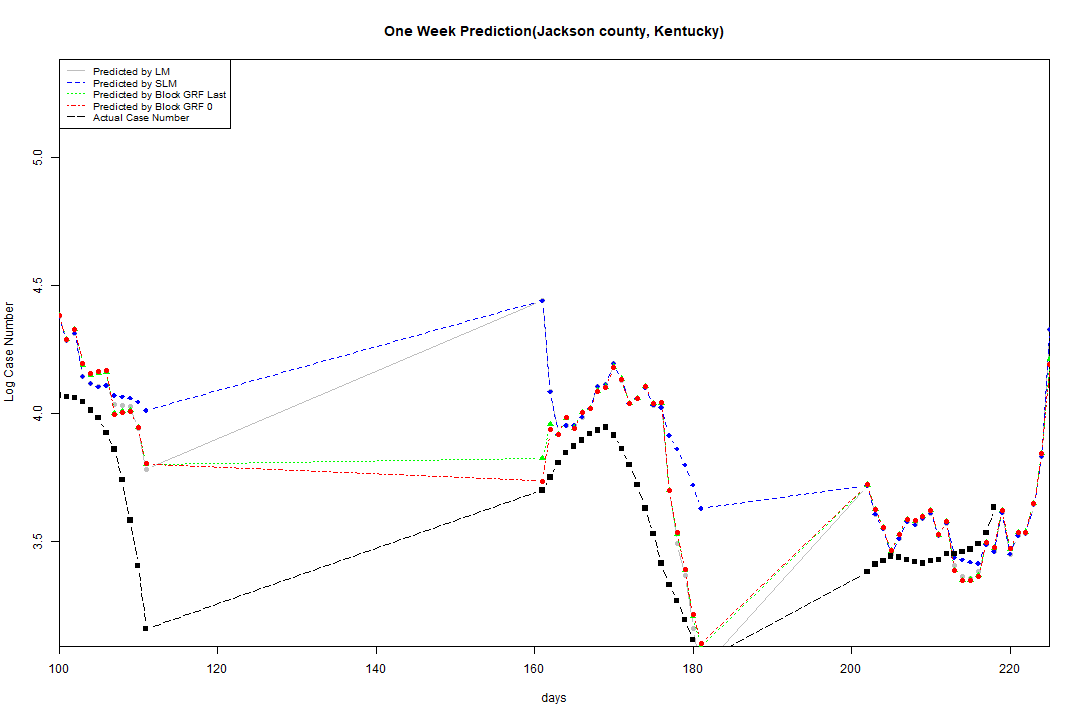 One Week Prediction(Jackson county, Kentucky)
Predicted by LM
Predicted by SLM
Predicted by Block GRF Last
Predicted by Block GRF 0
Actual Case Number
5.0
4.5
4.0
3.5
Log Case Number
100 120 140 160 180 200 220
days